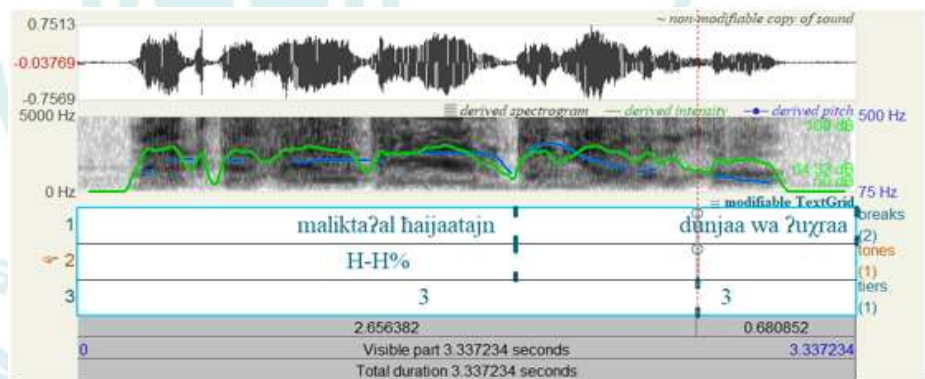 0.7513
~ non-modifiable copy of sound
-0.03769
-0.7569
5000 Hz
derived spectrogram derived intensity derived pitch
500 Hz
100 dB
0 Hz
75 Hz
= modifiable TextGrid
1 maliktaʔal ħaijaatajn dunjaa wa ʔuχraa breaks (2)
2 H-H% tones (1)
3 3 3 tiers (1)
2.656382 0.680852
0 Visible part 3.337234 seconds 3.337234
Total duration 3.337234 seconds